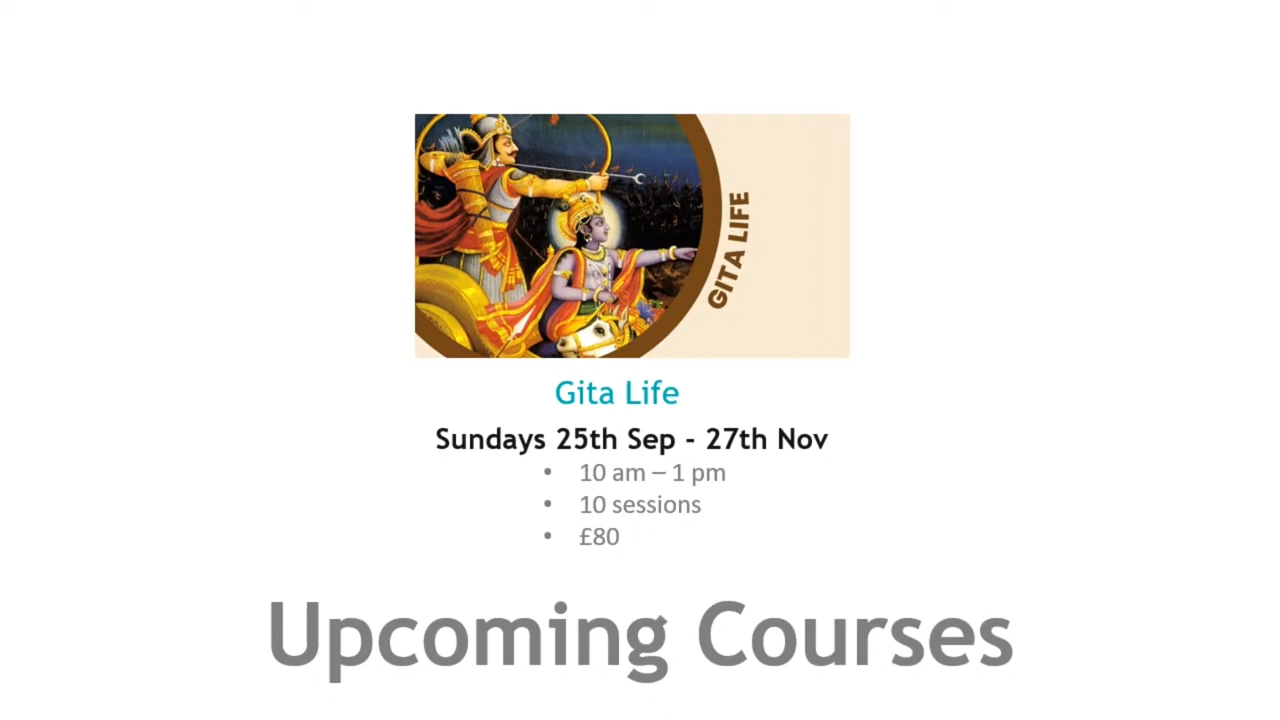 GITA LIFE
Gita Life
Sundays 25th Sep - 27th Nov
• 10 am – 1 pm
• 10 sessions
• £80
Upcoming Courses